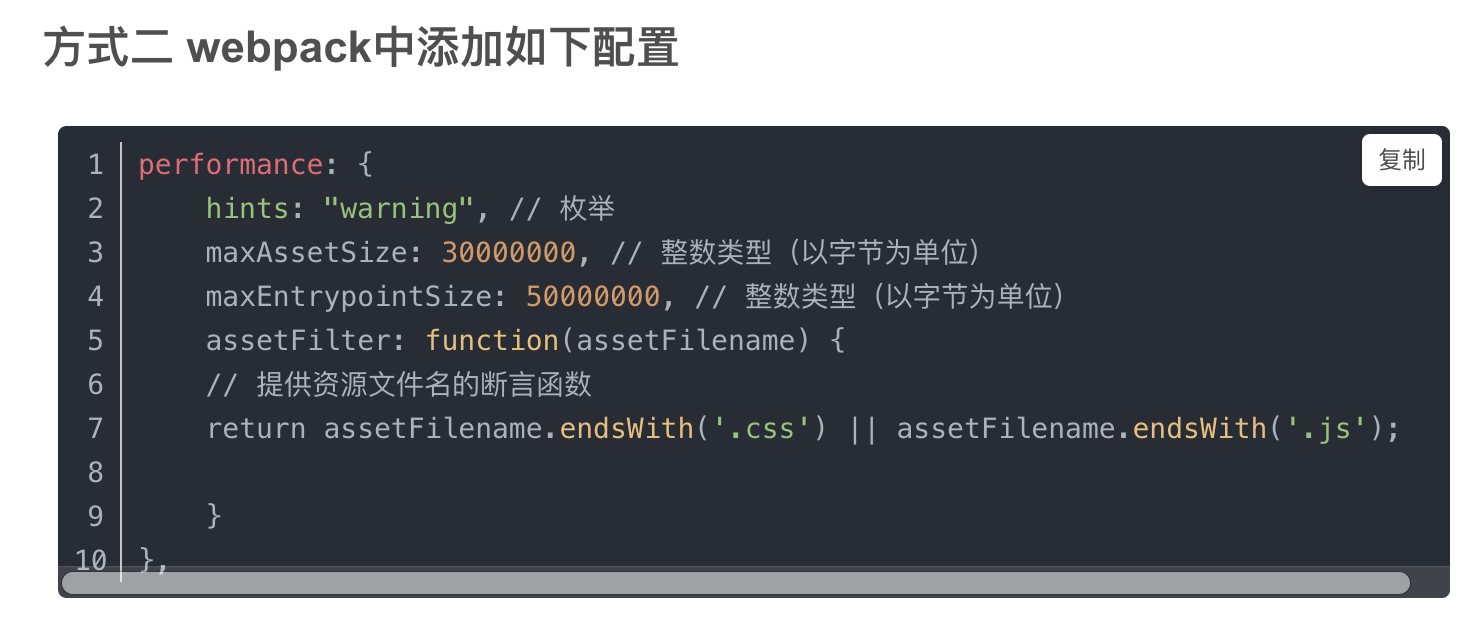 方式二 webpack中添加如下配置
复制
1 performance: {
2     hints: "warning", // 枚举
3     maxAssetSize: 30000000, // 整数类型（以字节为单位）
4     maxEntrypointSize: 50000000, // 整数类型（以字节为单位）
5     assetFilter: function(assetFilename) {
6     // 提供资源文件名的断言函数
7     return assetFilename.endsWith('.css') || assetFilename.endsWith('.js');
8
9     }
10 },